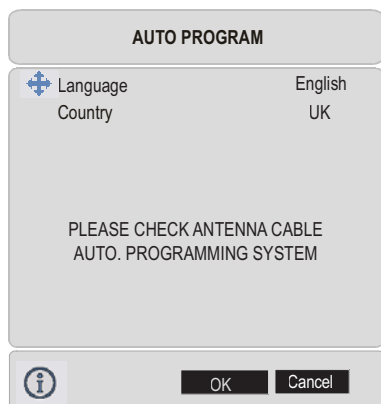 AUTO PROGRAM
Language English
Country UK
PLEASE CHECK ANTENNA CABLE
AUTO. PROGRAMMING SYSTEM
OK Cancel